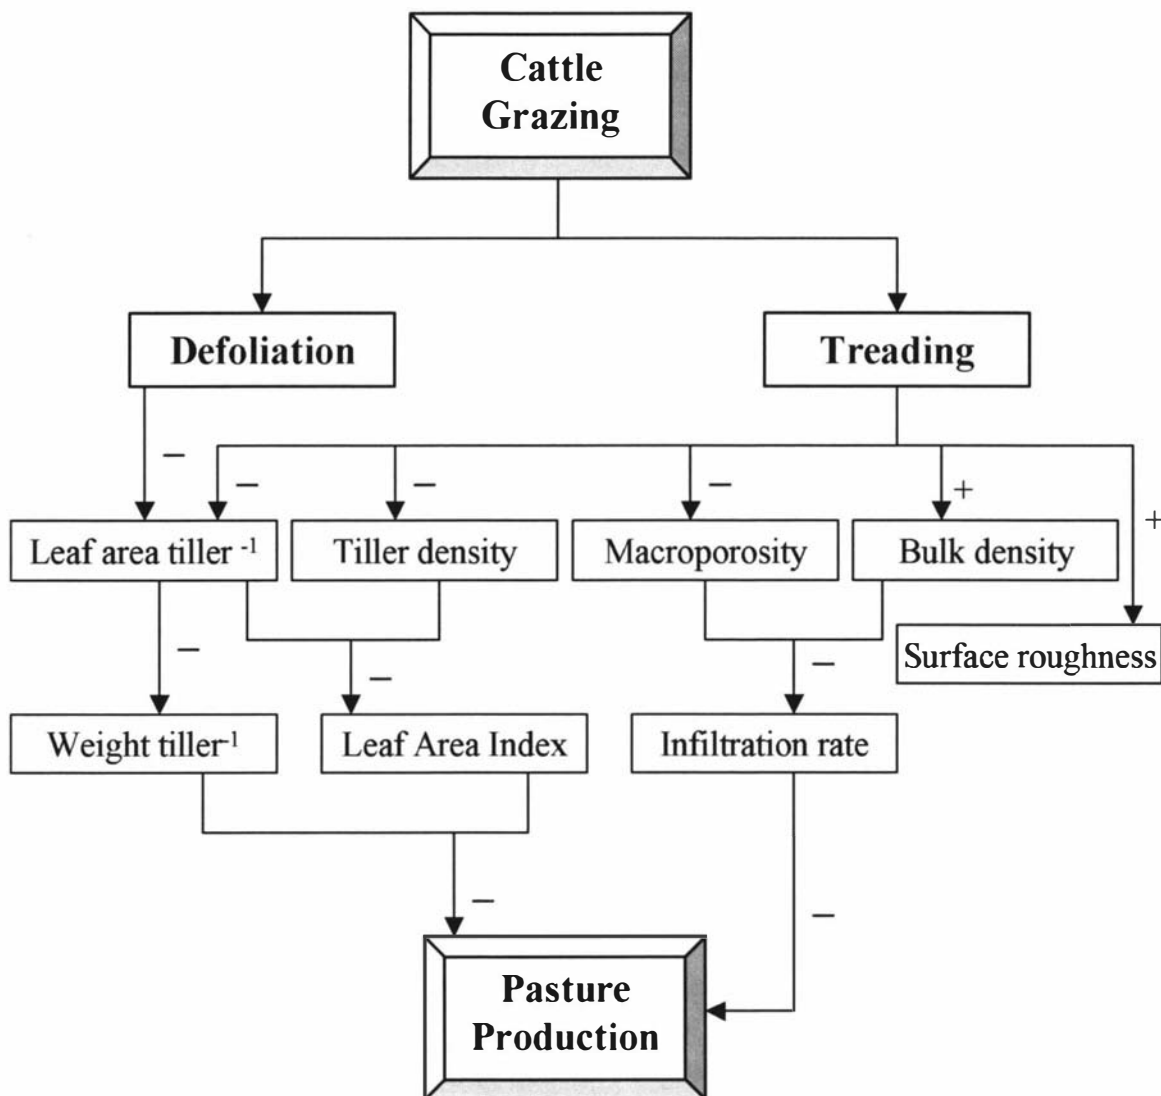 Cattle
Grazing
Defoliation
Treading
–
–
–
–
+
+
Leaf area tiller ⁻¹
Tiller density
Macroporosity
Bulk density
–
–
–
Surface roughness
Weight tiller⁻¹
Leaf Area Index
Infiltration rate
–
–
Pasture
Production